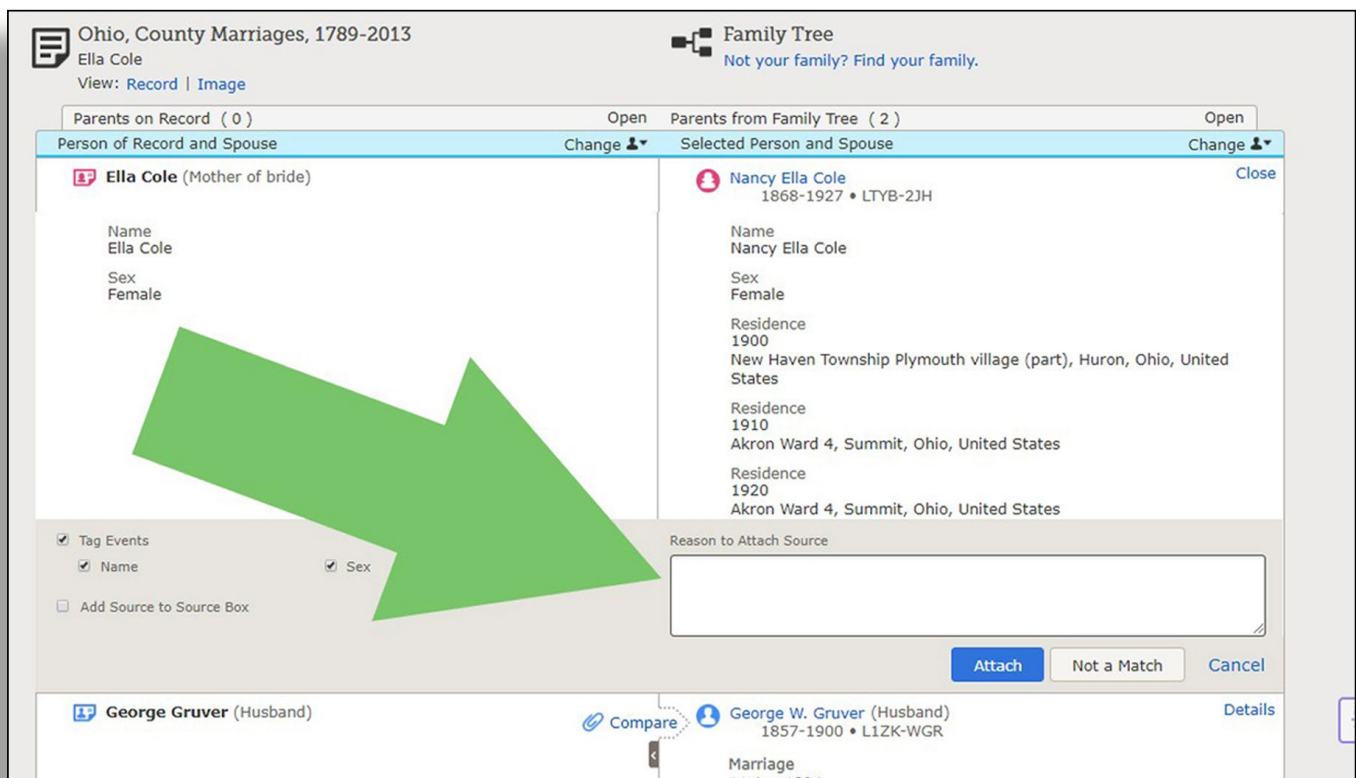 Ohio, County Marriages, 1789-2013
Ella Cole
View: Record | Image
Family Tree
Not your family? Find your family.
Parents on Record ( 0 ) Open
Parents from Family Tree ( 2 ) Open
Person of Record and Spouse Change
Selected Person and Spouse Change
Ella Cole (Mother of bride)
Name
Ella Cole
Sex
Female
Nancy Ella Cole Close
1868-1927 • LTYB-2JH
Name
Nancy Ella Cole
Sex
Female
Residence
1900
New Haven Township Plymouth village (part), Huron, Ohio, United
States
Residence
1910
Akron Ward 4, Summit, Ohio, United States
Residence
1920
Akron Ward 4, Summit, Ohio, United States
Tag Events
Name Sex
Add Source to Source Box
Reason to Attach Source
Attach Not a Match Cancel
George Gruver (Husband)
Compare
George W. Gruver (Husband) Details
1857-1900 • L1ZK-WGR
Marriage